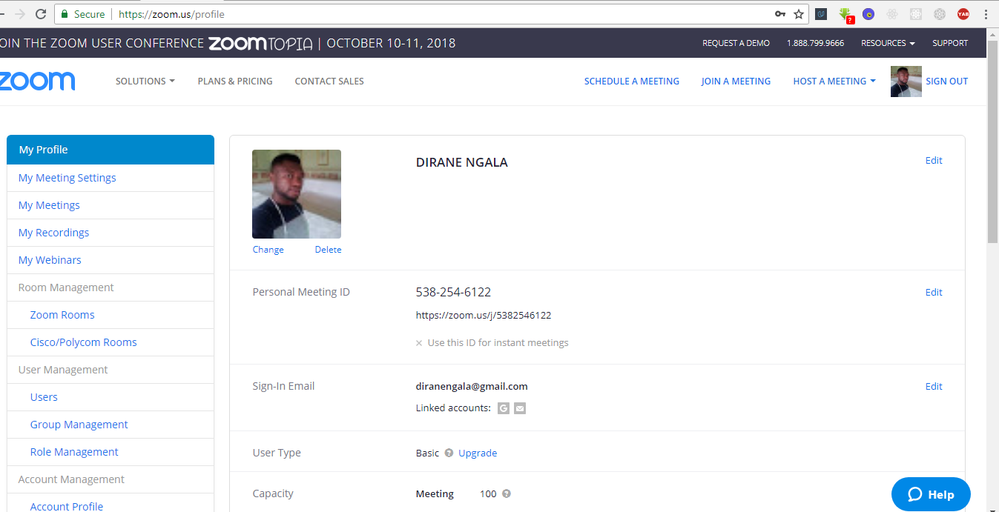 Secure | https://zoom.us/profile
?
YAB
OIN THE ZOOM USER CONFERENCE ZOOMTOPIA | OCTOBER 10-11, 2018
REQUEST A DEMO 1.888.799.9666 RESOURCES SUPPORT
zoom
SOLUTIONS PLANS & PRICING CONTACT SALES
SCHEDULE A MEETING JOIN A MEETING HOST A MEETING SIGN OUT
My Profile
My Meeting Settings
My Meetings
My Recordings
My Webinars
Room Management
Zoom Rooms
Cisco/Polycom Rooms
User Management
Users
Group Management
Role Management
Account Management
Account Profile
DIRANE NGALA
Edit
Change Delete
Personal Meeting ID 538-254-6122 Edit
https://zoom.us/j/5382546122
× Use this ID for instant meetings
Sign-In Email diranengala@gmail.com Edit
Linked accounts: G
User Type Basic ? Upgrade
Capacity Meeting 100 ?
Help